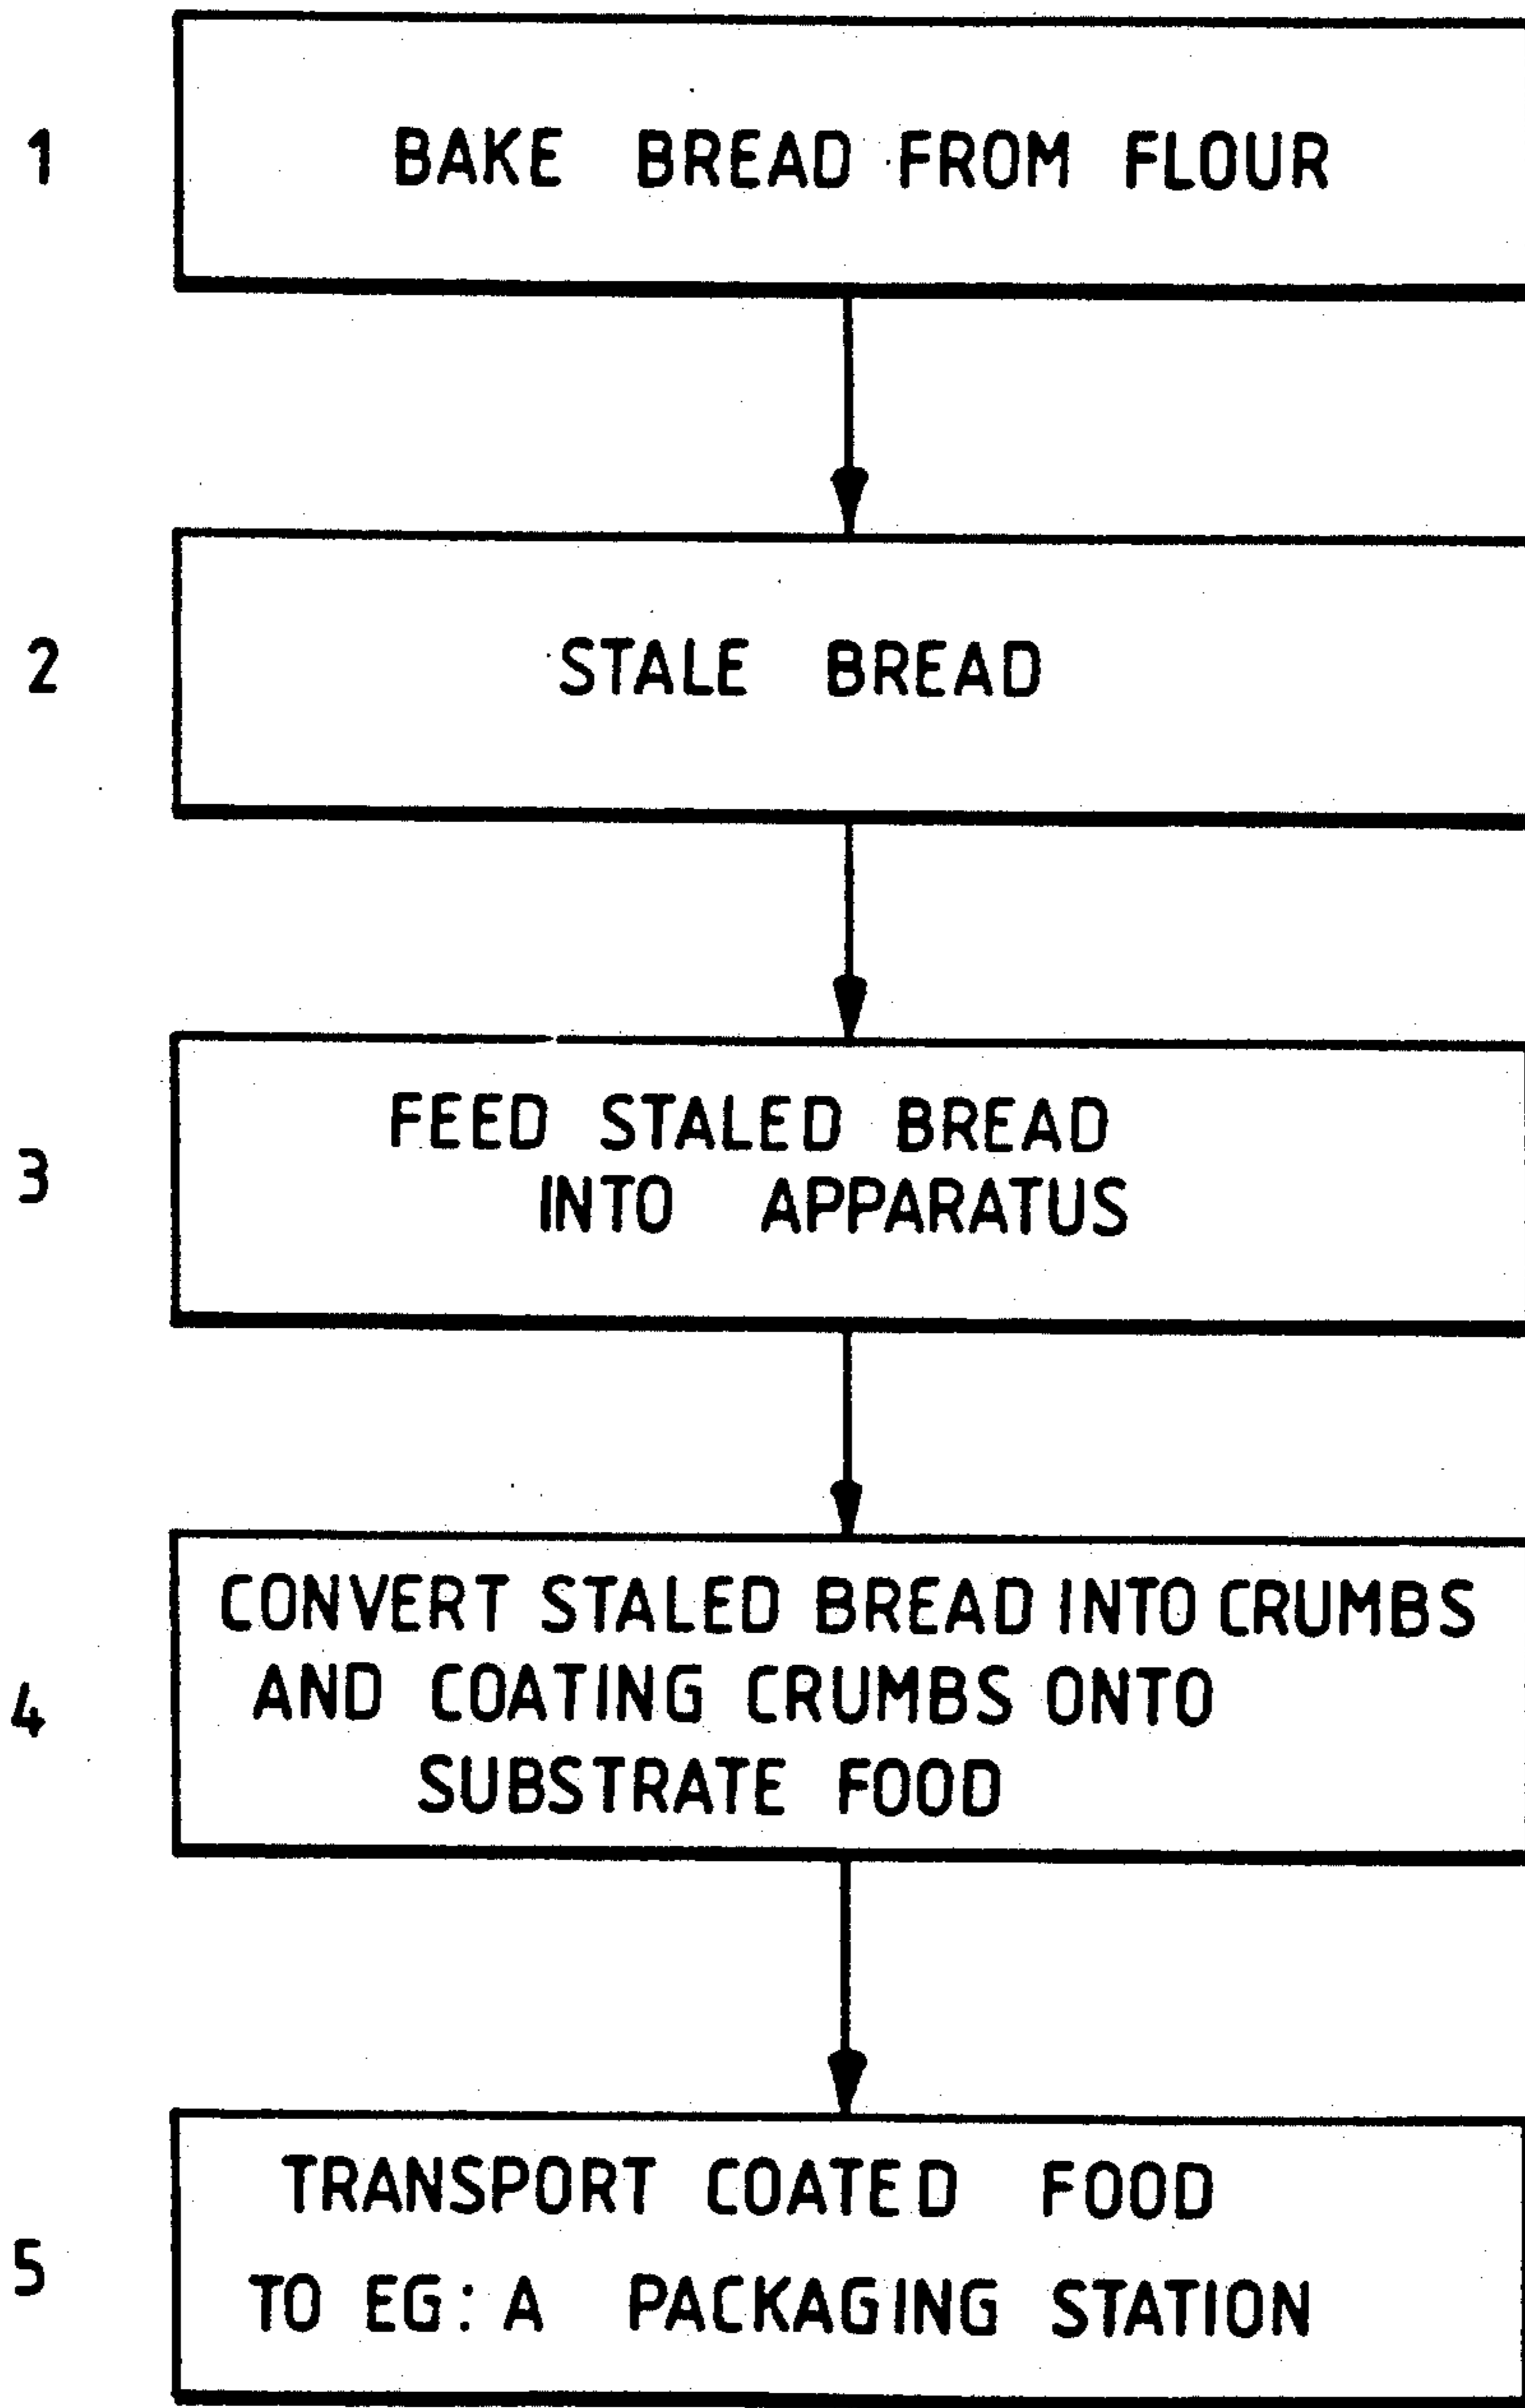 1
BAKE BREAD FROM FLOUR
2
STALE BREAD
3
FEED STALED BREAD
INTO APPARATUS
4
CONVERT STALED BREAD INTO CRUMBS
AND COATING CRUMBS ONTO
SUBSTRATE FOOD
5
TRANSPORT COATED FOOD
TO EG: A PACKAGING STATION